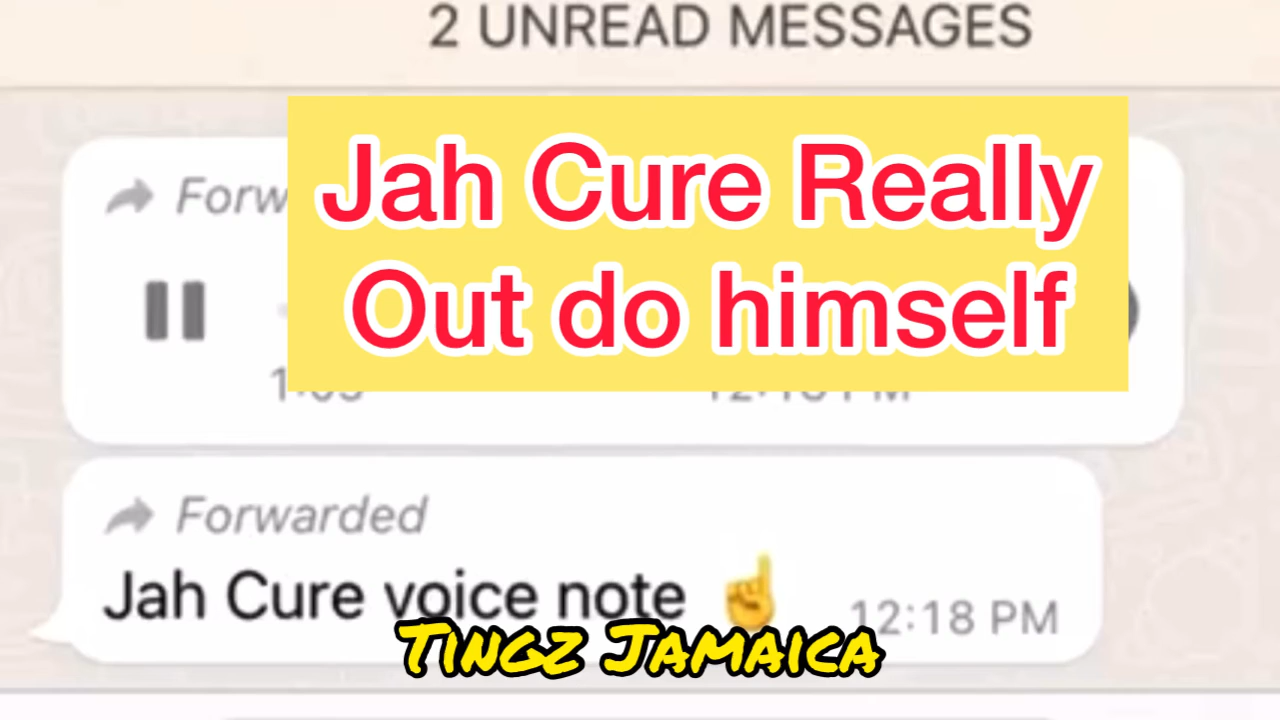 2 UNREAD MESSAGES
Jah Cure Really
Out do himself
Forwarded
Jah Cure voice note ☝
12:18 PM
Tingz Jamaica